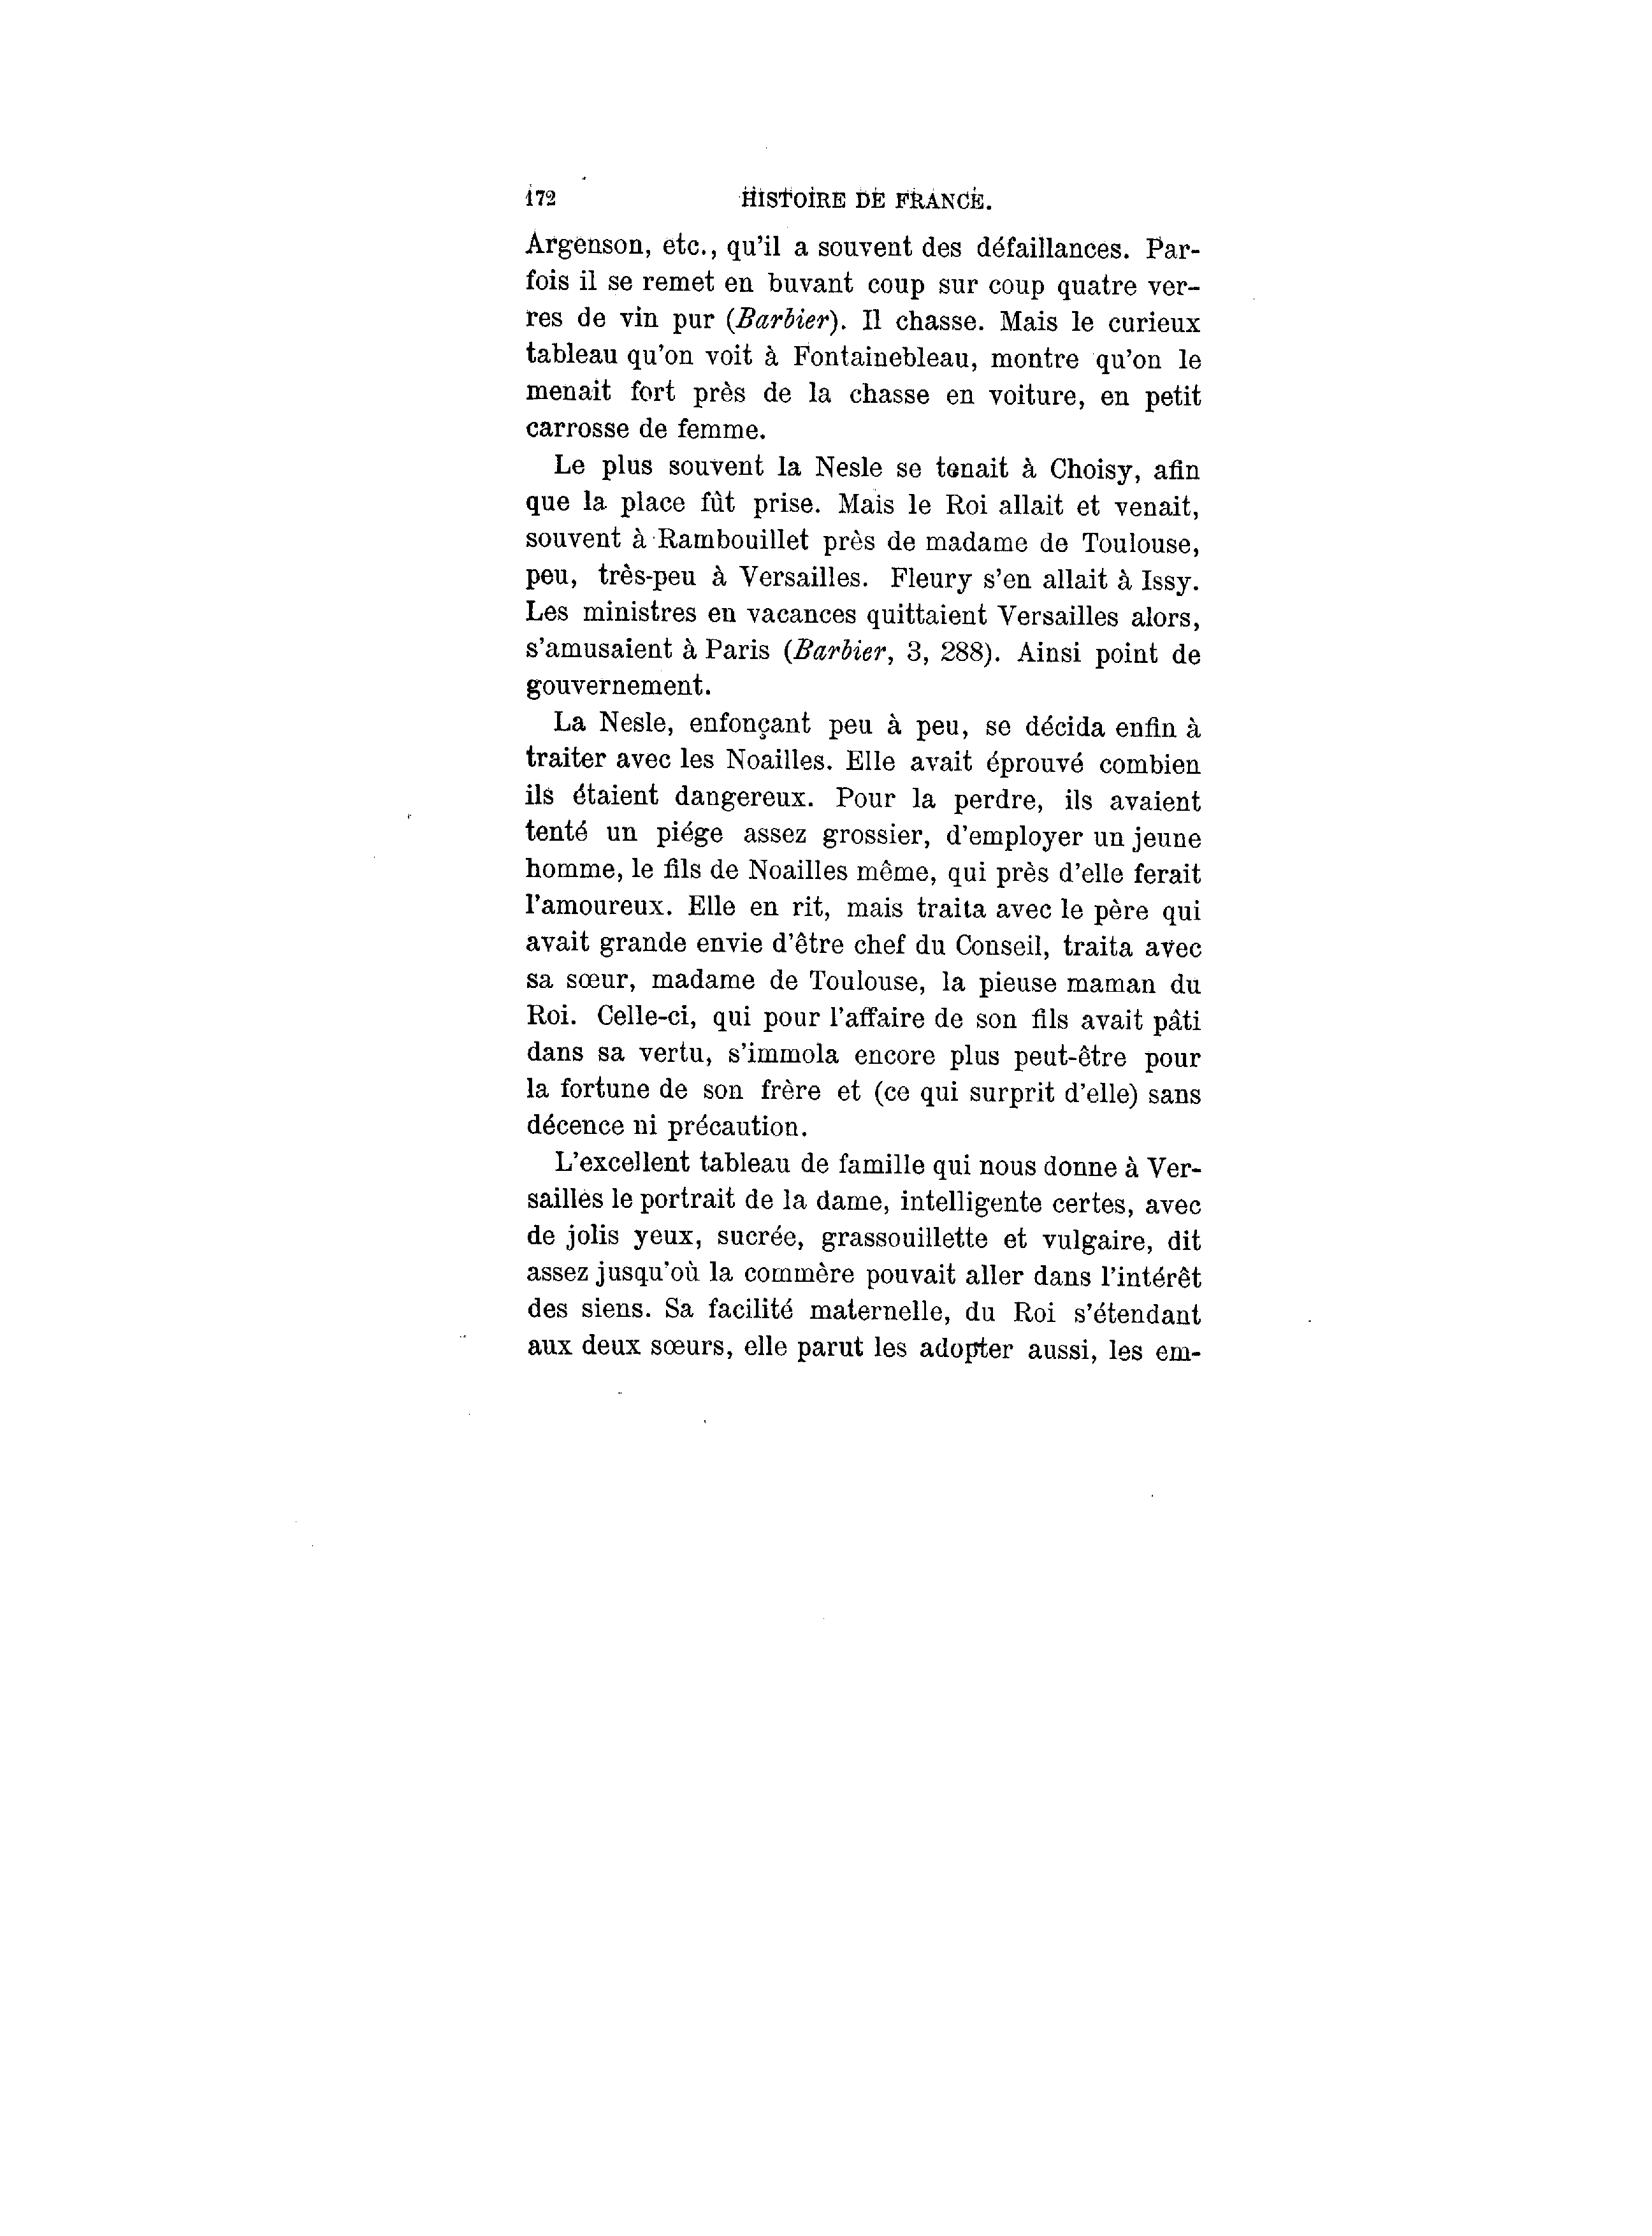 172 HISTOIRE DE FRANCE.
Argenson, etc., qu'il a souvent des défaillances. Par-
fois il se remet en buvant coup sur coup quatre ver-
res de vin pur (Barbier). Il chasse. Mais le curieux
tableau qu'on voit à Fontainebleau, montre qu'on le
menait fort près de la chasse en voiture, en petit
carrosse de femme.
Le plus souvent la Nesle se tenait à Choisy, afin
que la place fût prise. Mais le Roi allait et venait,
souvent à Rambouillet près de madame de Toulouse,
peu, très-peu à Versailles. Fleury s'en allait à Issy.
Les ministres en vacances quittaient Versailles alors,
s'amusaient à Paris (Barbier, 3, 288). Ainsi point de
gouvernement.
La Nesle, enfonçant peu à peu, se décida enfin à
traiter avec les Noailles. Elle avait éprouvé combien
ils étaient dangereux. Pour la perdre, ils avaient
tenté un piége assez grossier, d'employer un jeune
homme, le fils de Noailles même, qui près d'elle ferait
l'amoureux. Elle en rit, mais traita avec le père qui
avait grande envie d'être chef du Conseil, traita avec
sa sœur, madame de Toulouse, la pieuse maman du
Roi. Celle-ci, qui pour l'affaire de son fils avait pâti
dans sa vertu, s'immola encore plus peut-être pour
la fortune de son frère et (ce qui surprit d'elle) sans
décence ni précaution.
L'excellent tableau de famille qui nous donne à Ver-
sailles le portrait de la dame, intelligente certes, avec
de jolis yeux, sucrée, grassouillette et vulgaire, dit
assez jusqu'où la commère pouvait aller dans l'intérêt
des siens. Sa facilité maternelle, du Roi s'étendant
aux deux sœurs, elle parut les adopter aussi, les em-